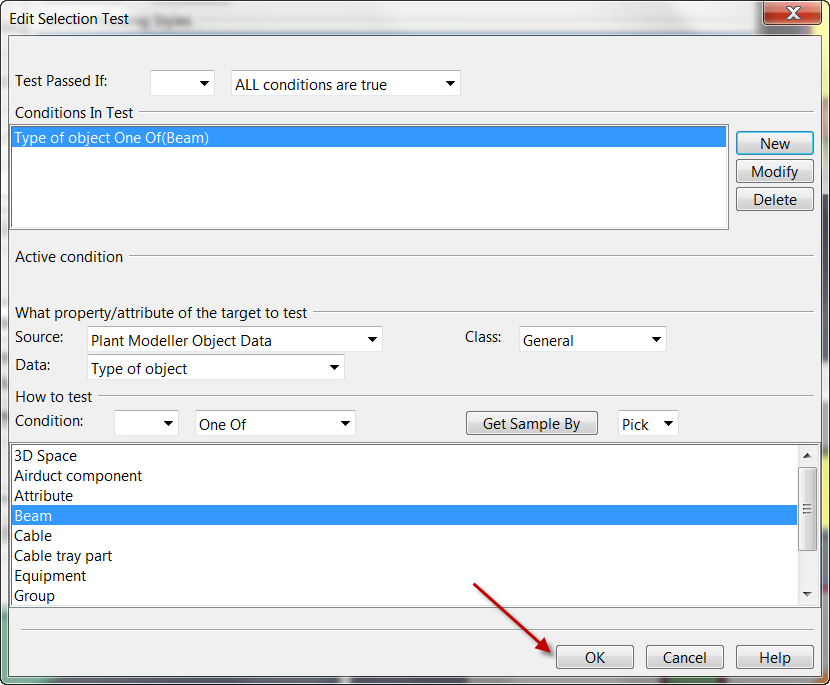 Edit Selection Test
Test Passed If: ALL conditions are true
Conditions In Test
Type of object One Of(Beam)
New
Modify
Delete
Active condition
What property/attribute of the target to test
Source: Plant Modeller Object Data Class: General
Data: Type of object
How to test
Condition: One Of Get Sample By Pick
3D Space
Airduct component
Attribute
Beam
Cable
Cable tray part
Equipment
Group
OK Cancel Help